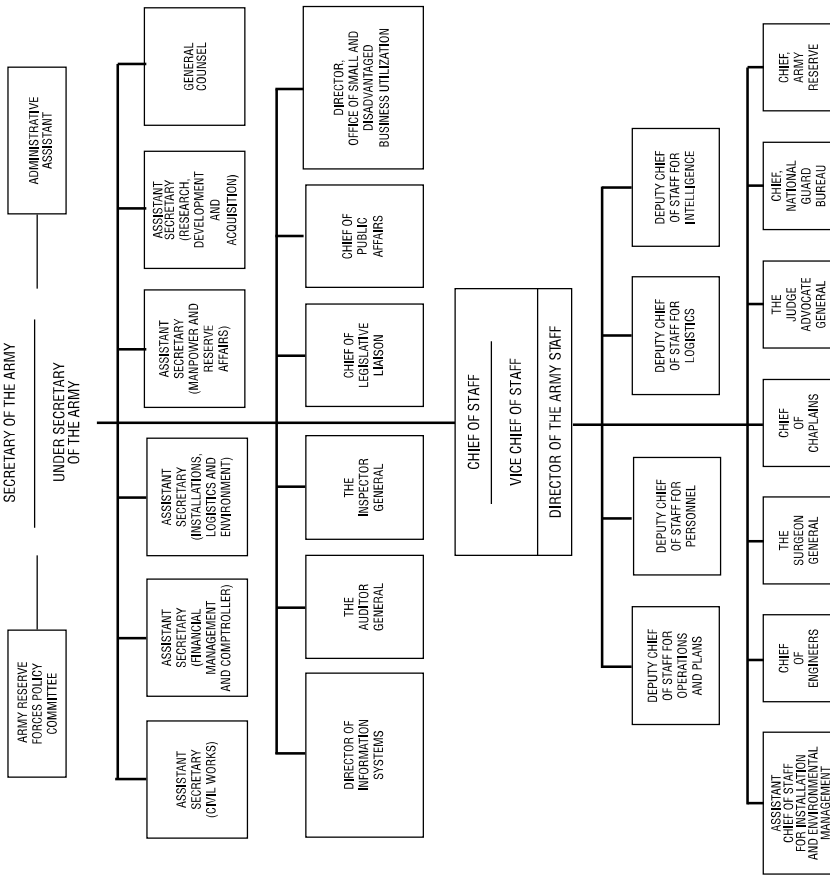 SECRETARY OF THE ARMY
UNDER SECRETARY
OF THE ARMY
ARMY RESERVE
FORCES POLICY
COMMITTEE
ADMINISTRATIVE
ASSISTANT
ASSISTANT
SECRETARY
(CIVIL WORKS)
ASSISTANT
SECRETARY
(FINANCIAL
MANAGEMENT
AND COMPTROLLER)
ASSISTANT
SECRETARY
(INSTALLATIONS,
LOGISTICS AND
ENVIRONMENT)
ASSISTANT
SECRETARY
(MANPOWER AND
RESERVE
AFFAIRS)
ASSISTANT
SECRETARY
(RESEARCH,
DEVELOPMENT
AND
ACQUISITION)
GENERAL
COUNSEL
DIRECTOR OF
INFORMATION
SYSTEMS
THE
AUDITOR
GENERAL
THE
INSPECTOR
GENERAL
CHIEF OF
LEGISLATIVE
LIAISON
CHIEF OF
PUBLIC
AFFAIRS
DIRECTOR,
OFFICE OF SMALL AND
DISADVANTAGED
BUSINESS UTILIZATION
CHIEF OF STAFF
VICE CHIEF OF STAFF
DIRECTOR OF THE ARMY STAFF
DEPUTY CHIEF
OF STAFF FOR
OPERATIONS
AND PLANS
DEPUTY CHIEF
OF STAFF FOR
PERSONNEL
DEPUTY CHIEF
OF STAFF FOR
LOGISTICS
DEPUTY CHIEF
OF STAFF FOR
INTELLIGENCE
ASSISTANT
CHIEF OF STAFF
FOR INSTALLATION
AND ENVIRONMENTAL
MANAGEMENT
CHIEF
OF
ENGINEERS
THE
SURGEON
GENERAL
CHIEF
OF
CHAPLAINS
THE
JUDGE
ADVOCATE
GENERAL
CHIEF,
NATIONAL
GUARD
BUREAU
CHIEF,
ARMY
RESERVE